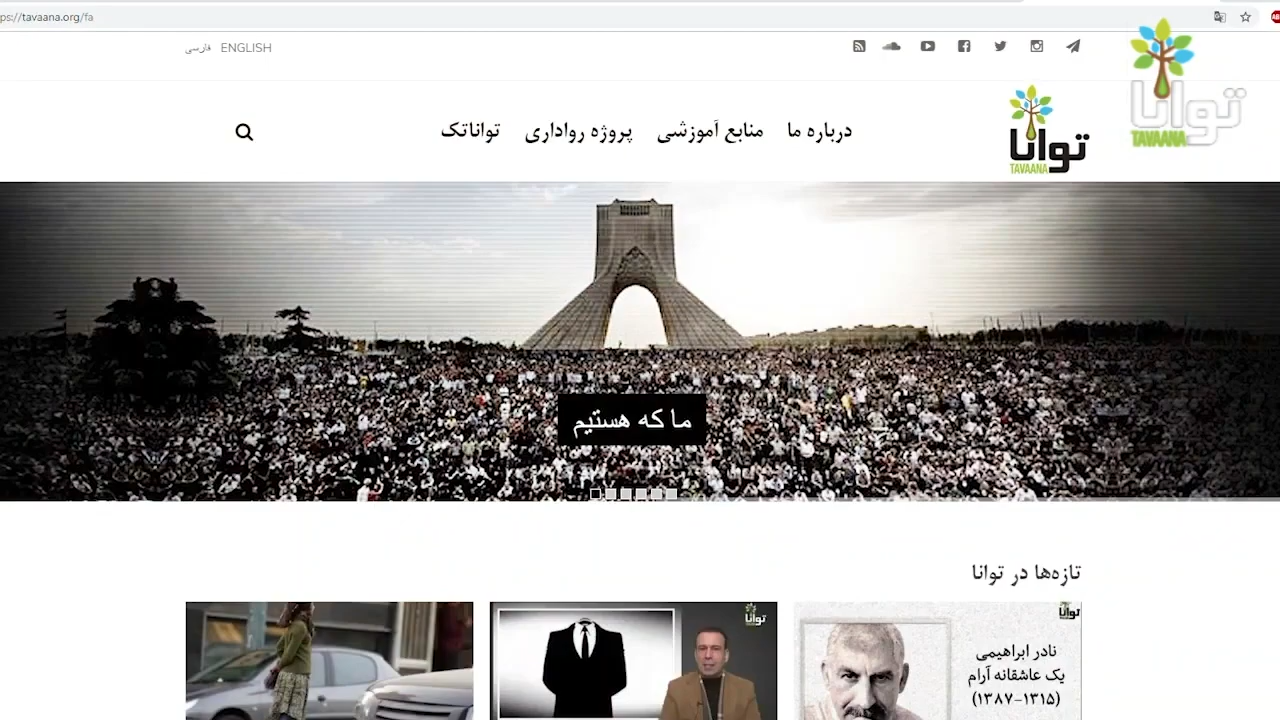 ps://tavaana.org/fa
فارسی ENGLISH
توانا
TAVAANA
درباره ما
منابع آموزشی
پروژه رواداری
تواناتک
توانا
TAVAANA
ما که هستیم
تازه‌ها در توانا
توانا
توانا
نادر ابراهیمی
یک عاشقانه آرام
(۱۳۱۵-۱۳۸۷)